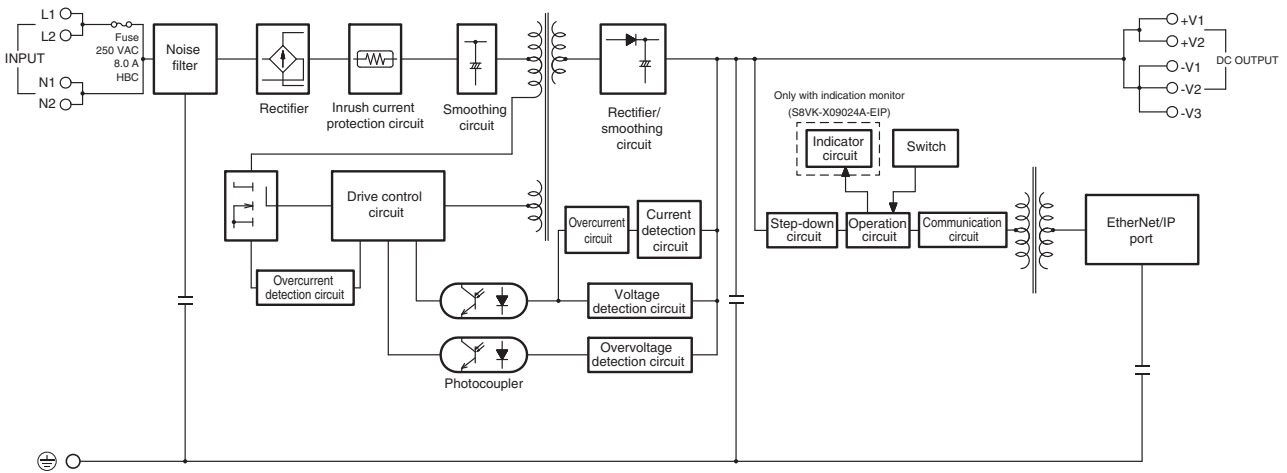 L1
L2
INPUT
N1
N2
Fuse
250 VAC
8.0 A
HBC
Noise
filter
Rectifier
Inrush current
protection circuit
Smoothing
circuit
Rectifier/
smoothing
circuit
+V1
+V2
-V1
-V2
-V3
DC OUTPUT
Only with indication monitor
(S8VK-X09024A-EIP)
Indicator
circuit
Switch
Drive control
circuit
Overcurrent
circuit
Current
detection
circuit
Step-down
circuit
Operation
circuit
Communication
circuit
EtherNet/IP
port
Overcurrent
detection circuit
Voltage
detection circuit
Overvoltage
detection circuit
Photocoupler